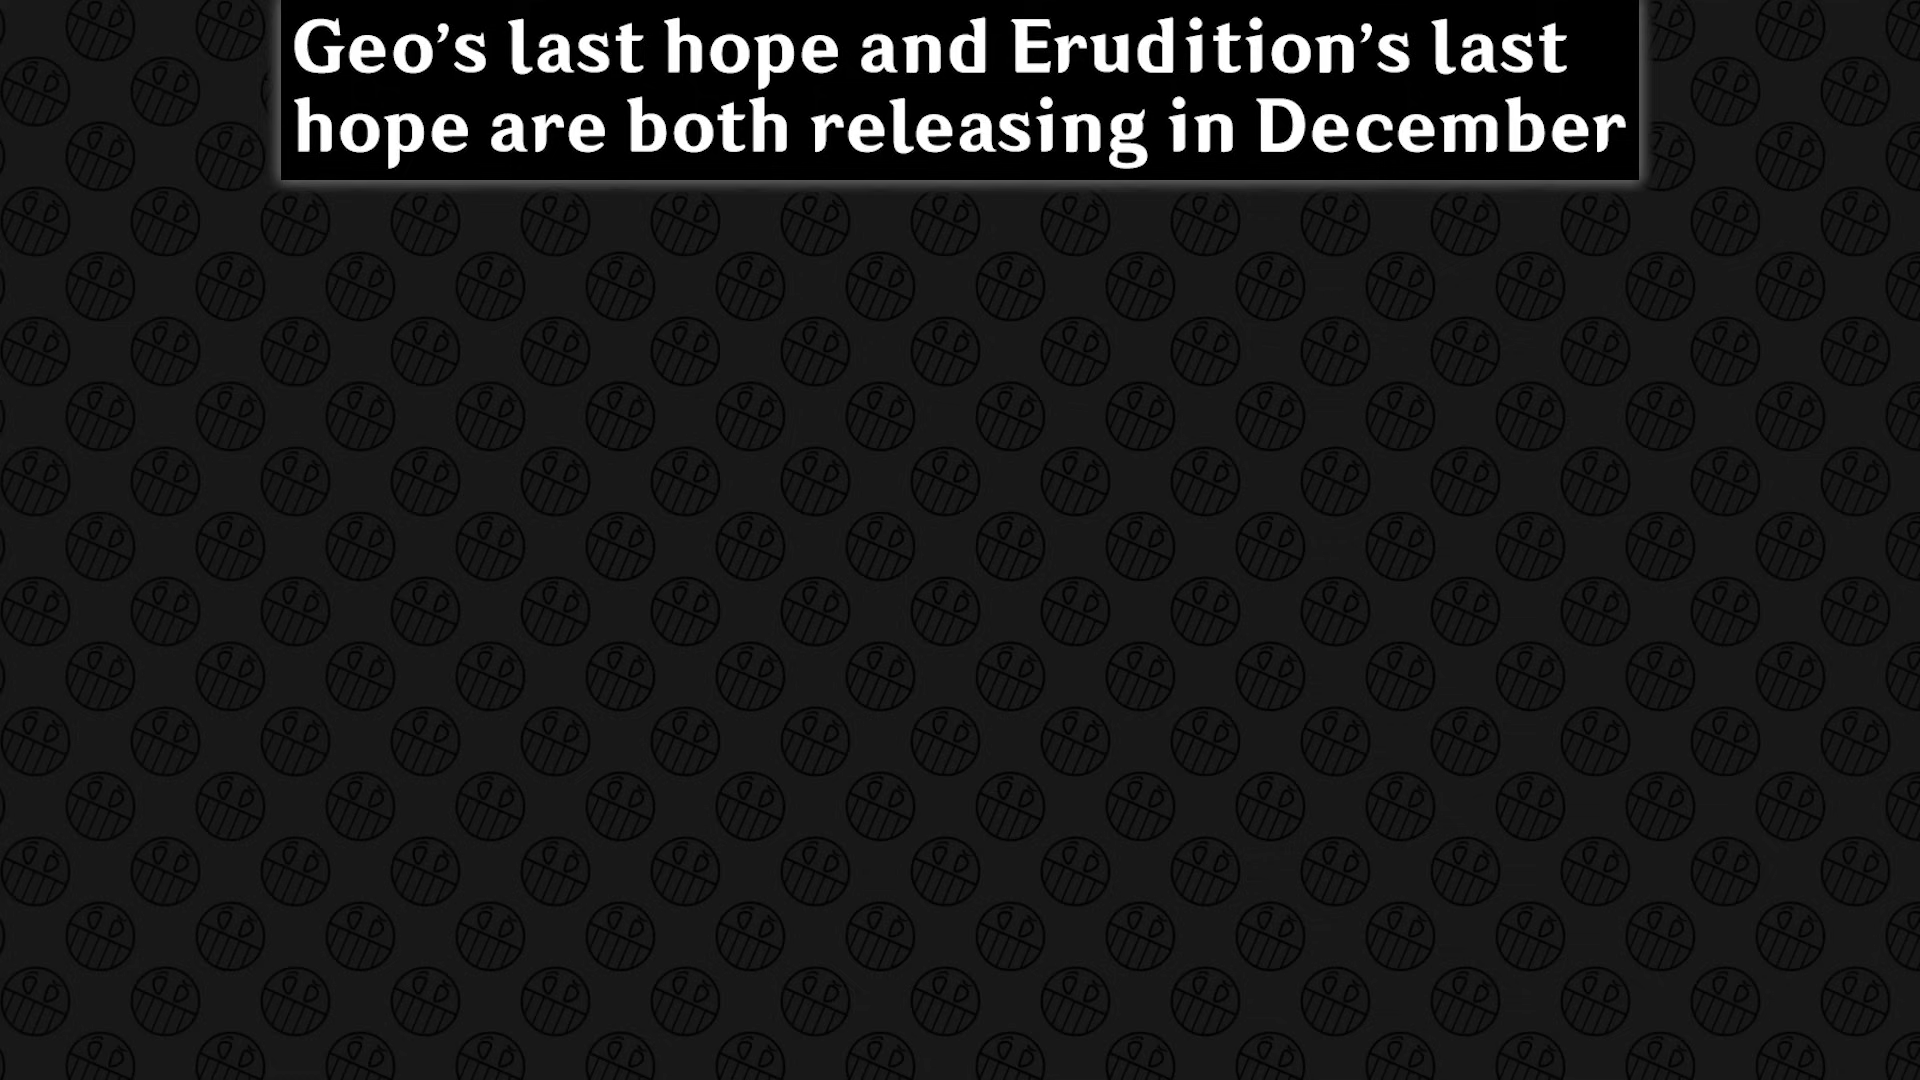 Geo’s last hope and Erudition’s last
hope are both releasing in December